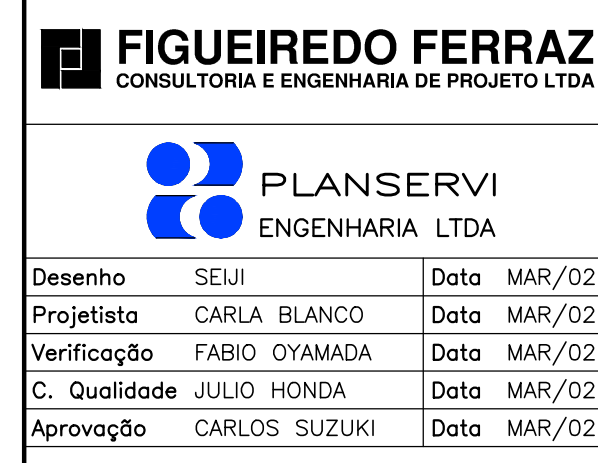 FIGUEIREDO FERRAZ
CONSULTORIA E ENGENHARIA DE PROJETO LTDA
PLANSERVI
ENGENHARIA LTDA
Desenho SEIJI Data MAR/02
Projetista CARLA BLANCO Data MAR/02
Verificação FABIO OYAMADA Data MAR/02
C. Qualidade JULIO HONDA Data MAR/02
Aprovação CARLOS SUZUKI Data MAR/02